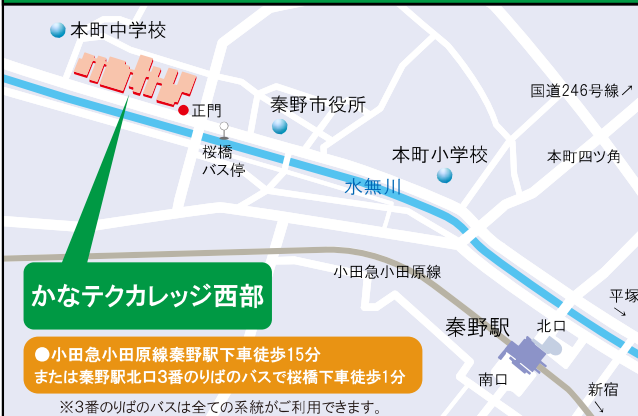 本町中学校
正門
秦野市役所
国道246号線↗
桜橋
バス停
本町小学校
本町四ツ角
水無川
小田急小田原線
かなテクカレッジ西部
平塚
↘
秦野駅
北口
南口
新宿
↘
●小田急小田原線秦野駅下車徒歩15分
または秦野駅北口3番のりばのバスで桜橋下車徒歩1分
※3番のりばのバスは全ての系統がご利用できます。